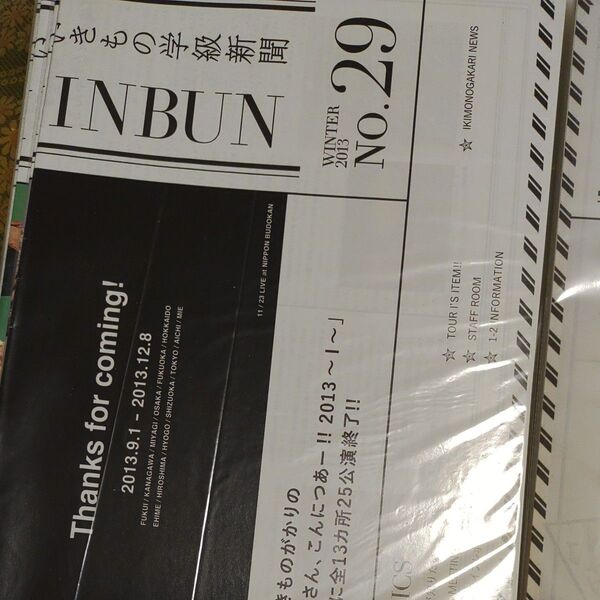 いきもの学級新聞
INBUN
WINTER
2013
No.29
☆ IKIMONOGAKARI NEWS
☆ TOUR I'S ITEM!!
☆ STAFF ROOM
☆ 1-2 INFORMATION
Thanks for coming!
2013.9.1 – 2013.12.8
FUKUI / KANAGAWA / MIYAGI / OSAKA / FUKUOKA / HOKKAIDO
EHIME / HIROSHIMA / HYOGO / SHIZUOKA / TOKYO / AICHI / MIE
11 / 23 LIVE at NIPPON BUDOKAN
きものがかりの
さん、こんにつあー!! 2013 ～I～」
に全13カ所25公演終了!!
ICS